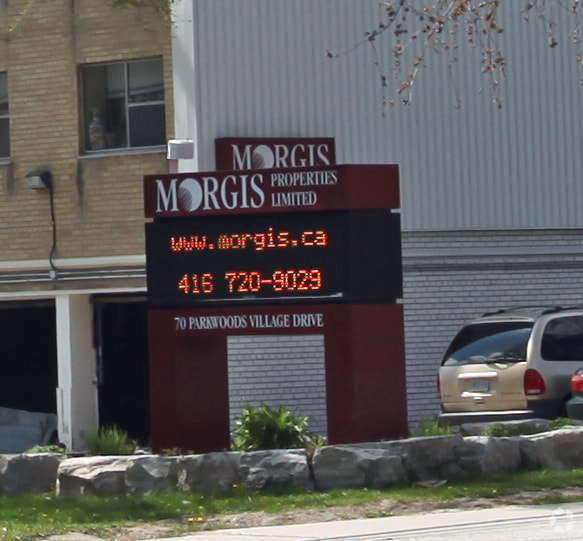 MORGIS
MORGIS PROPERTIES
LIMITED
www.morgis.ca
416 720-9029
70 PARKWOODS VILLAGE DRIVE